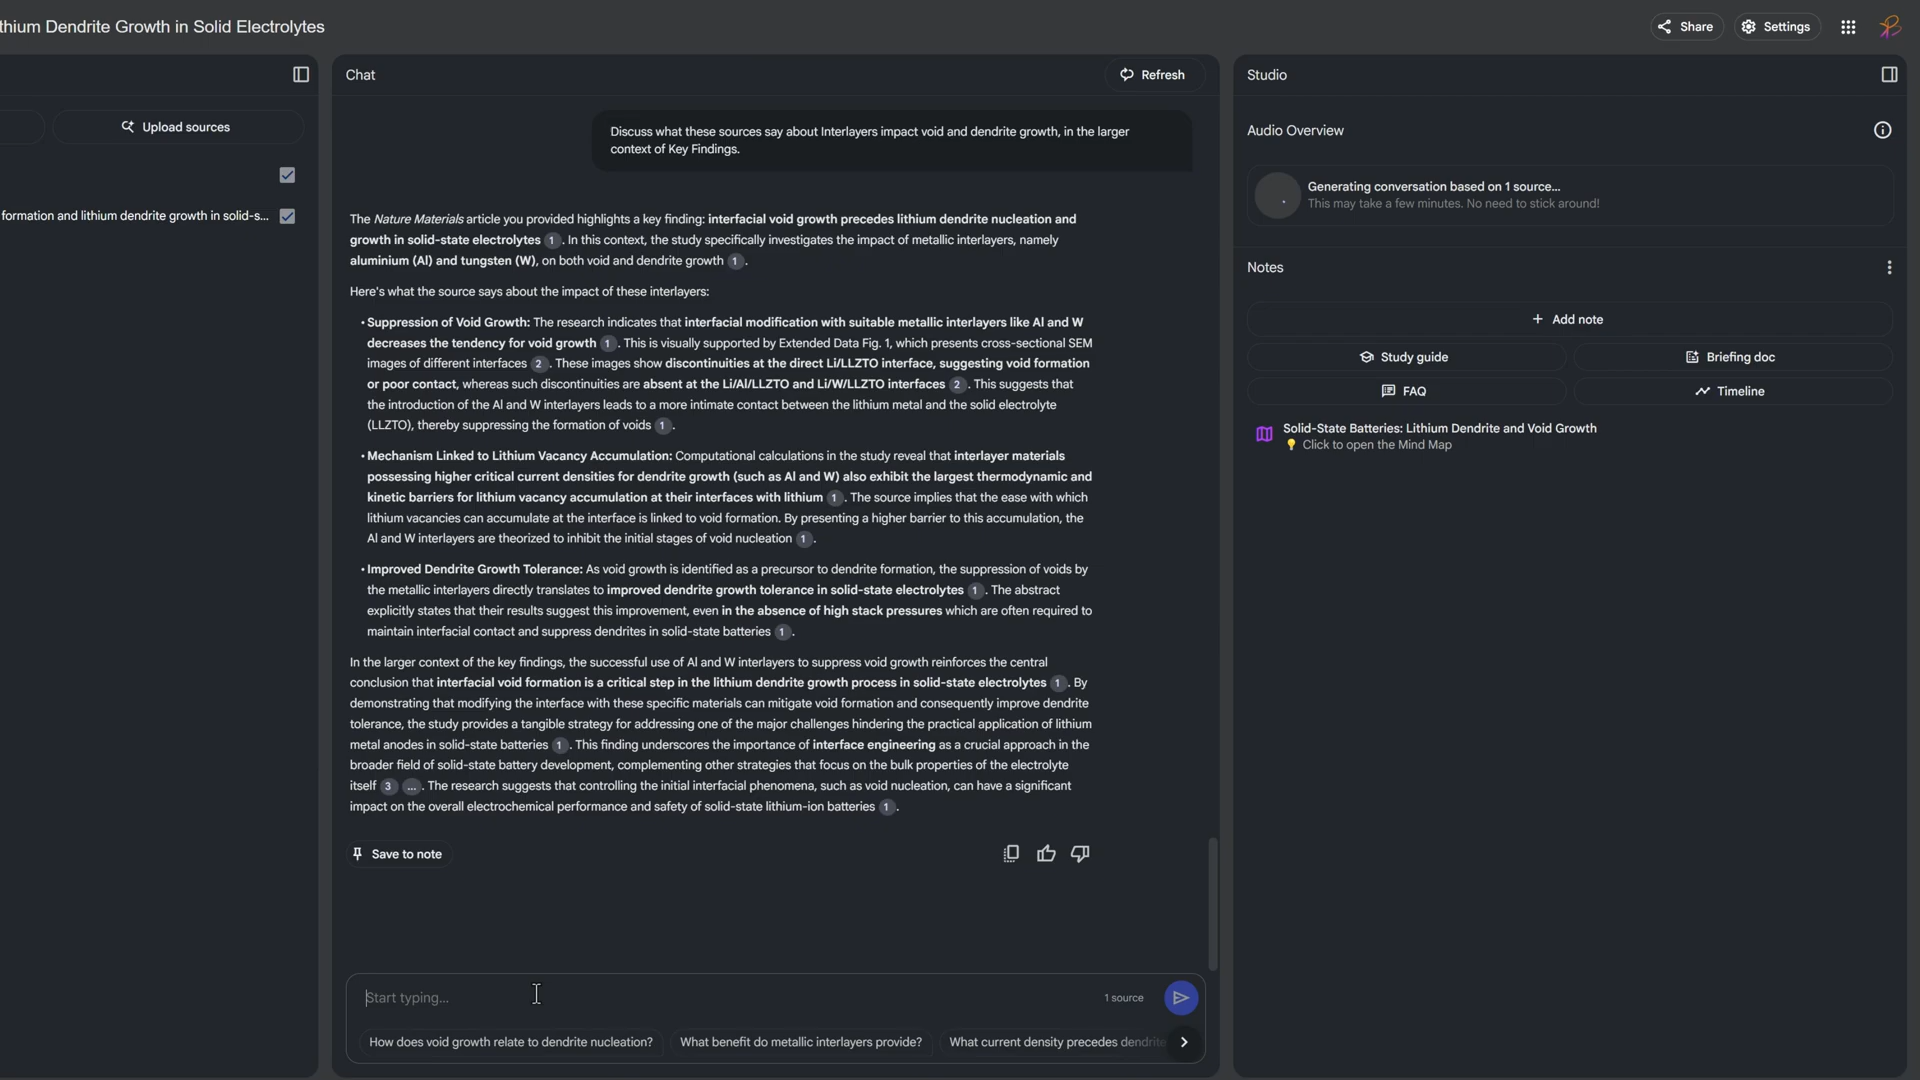 thium Dendrite Growth in Solid Electrolytes
Share
Settings
Upload sources
formation and lithium dendrite growth in solid-s...
Chat
Refresh
Discuss what these sources say about Interlayers impact void and dendrite growth, in the larger
context of Key Findings.
The Nature Materials article you provided highlights a key finding: interfacial void growth precedes lithium dendrite nucleation and
growth in solid-state electrolytes 1. In this context, the study specifically investigates the impact of metallic interlayers, namely
aluminium (Al) and tungsten (W), on both void and dendrite growth 1.
Here's what the source says about the impact of these interlayers:
• Suppression of Void Growth: The research indicates that interfacial modification with suitable metallic interlayers like Al and W
decreases the tendency for void growth 1. This is visually supported by Extended Data Fig. 1, which presents cross-sectional SEM
images of different interfaces 2. These images show discontinuities at the direct Li/LLZTO interface, suggesting void formation
or poor contact, whereas such discontinuities are absent at the Li/Al/LLZTO and Li/W/LLZTO interfaces 2. This suggests that
the introduction of the Al and W interlayers leads to a more intimate contact between the lithium metal and the solid electrolyte
(LLZTO), thereby suppressing the formation of voids 1.
• Mechanism Linked to Lithium Vacancy Accumulation: Computational calculations in the study reveal that interlayer materials
possessing higher critical current densities for dendrite growth (such as Al and W) also exhibit the largest thermodynamic and
kinetic barriers for lithium vacancy accumulation at their interfaces with lithium 1. The source implies that the ease with which
lithium vacancies can accumulate at the interface is linked to void formation. By presenting a higher barrier to this accumulation, the
Al and W interlayers are theorized to inhibit the initial stages of void nucleation 1.
• Improved Dendrite Growth Tolerance: As void growth is identified as a precursor to dendrite formation, the suppression of voids by
the metallic interlayers directly translates to improved dendrite growth tolerance in solid-state electrolytes 1. The abstract
explicitly states that their results suggest this improvement, even in the absence of high stack pressures which are often required to
maintain interfacial contact and suppress dendrites in solid-state batteries 1.
In the larger context of the key findings, the successful use of Al and W interlayers to suppress void growth reinforces the central
conclusion that interfacial void formation is a critical step in the lithium dendrite growth process in solid-state electrolytes 1. By
demonstrating that modifying the interface with these specific materials can mitigate void formation and consequently improve dendrite
tolerance, the study provides a tangible strategy for addressing one of the major challenges hindering the practical application of lithium
metal anodes in solid-state batteries 1. This finding underscores the importance of interface engineering as a crucial approach in the
broader field of solid-state battery development, complementing other strategies that focus on the bulk properties of the electrolyte
itself 3 .... The research suggests that controlling the initial interfacial phenomena, such as void nucleation, can have a significant
impact on the overall electrochemical performance and safety of solid-state lithium-ion batteries 1.
Save to note
Start typing...
1 source
How does void growth relate to dendrite nucleation?
What benefit do metallic interlayers provide?
What current density precedes dendrite
Studio
Audio Overview
Generating conversation based on 1 source...
This may take a few minutes. No need to stick around!
Notes
+ Add note
Study guide
Briefing doc
FAQ
Timeline
Solid-State Batteries: Lithium Dendrite and Void Growth
Click to open the Mind Map